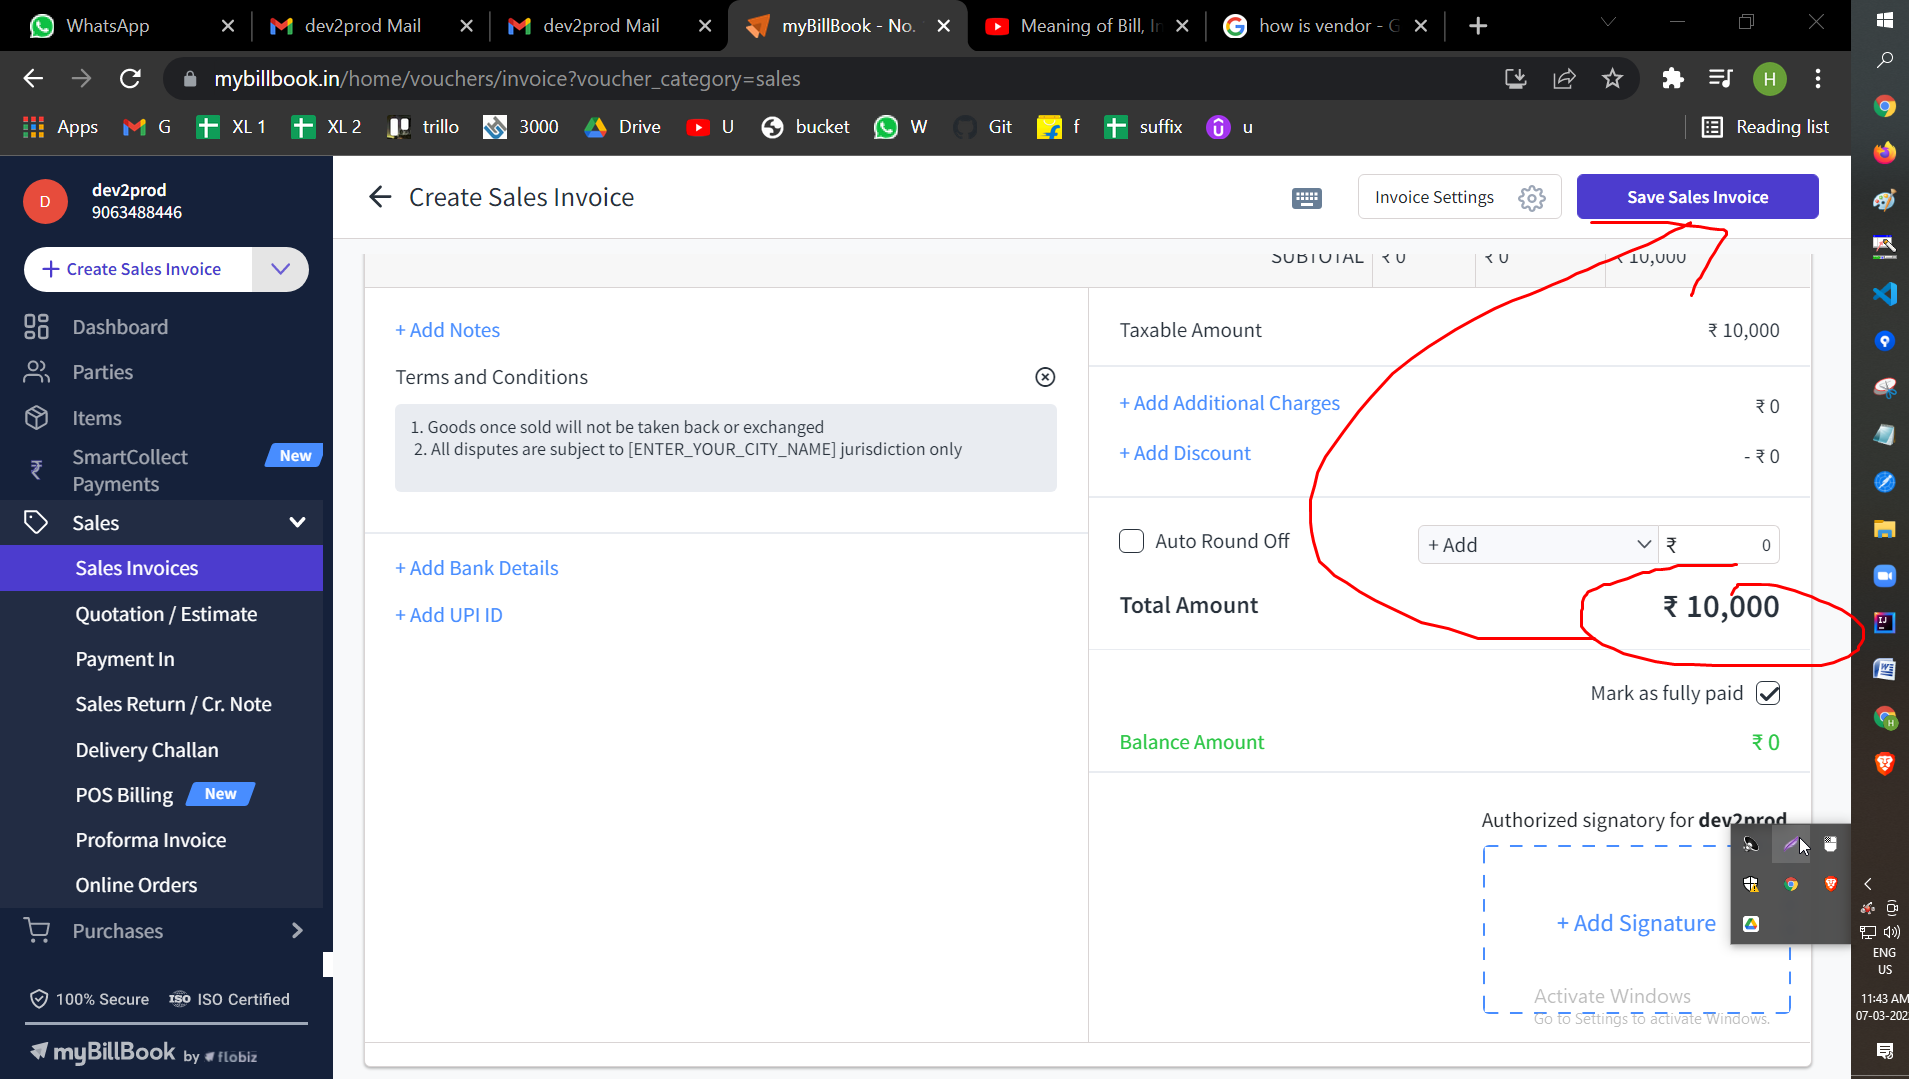 WhatsApp
dev2prod Mail
dev2prod Mail
myBillBook - No.
Meaning of Bill, In
how is vendor - G
mybillbook.in/home/vouchers/invoice?voucher_category=sales
H
Apps
G
XL 1
XL 2
trillo
3000
Drive
U
bucket
W
Git
f
suffix
u
Reading list
D
dev2prod
9063488446
+ Create Sales Invoice
Dashboard
Parties
Items
SmartCollect
Payments
New
Sales
Sales Invoices
Quotation / Estimate
Payment In
Sales Return / Cr. Note
Delivery Challan
POS Billing
New
Proforma Invoice
Online Orders
Purchases
100% Secure
ISO
ISO Certified
myBillBook by flobiz
Create Sales Invoice
Invoice Settings
Save Sales Invoice
SUBTOTAL
₹ 0
₹ 0
₹ 10,000
+ Add Notes
Terms and Conditions
1. Goods once sold will not be taken back or exchanged
2. All disputes are subject to [ENTER_YOUR_CITY_NAME] jurisdiction only
+ Add Bank Details
+ Add UPI ID
Taxable Amount
₹ 10,000
+ Add Additional Charges
₹ 0
+ Add Discount
- ₹ 0
Auto Round Off
+ Add
₹
0
Total Amount
₹ 10,000
Mark as fully paid
Balance Amount
₹ 0
Authorized signatory for dev2prod
+ Add Signature
Activate Windows
Go to Settings to activate Windows.
ENG
US
11:43 AM
07-03-202